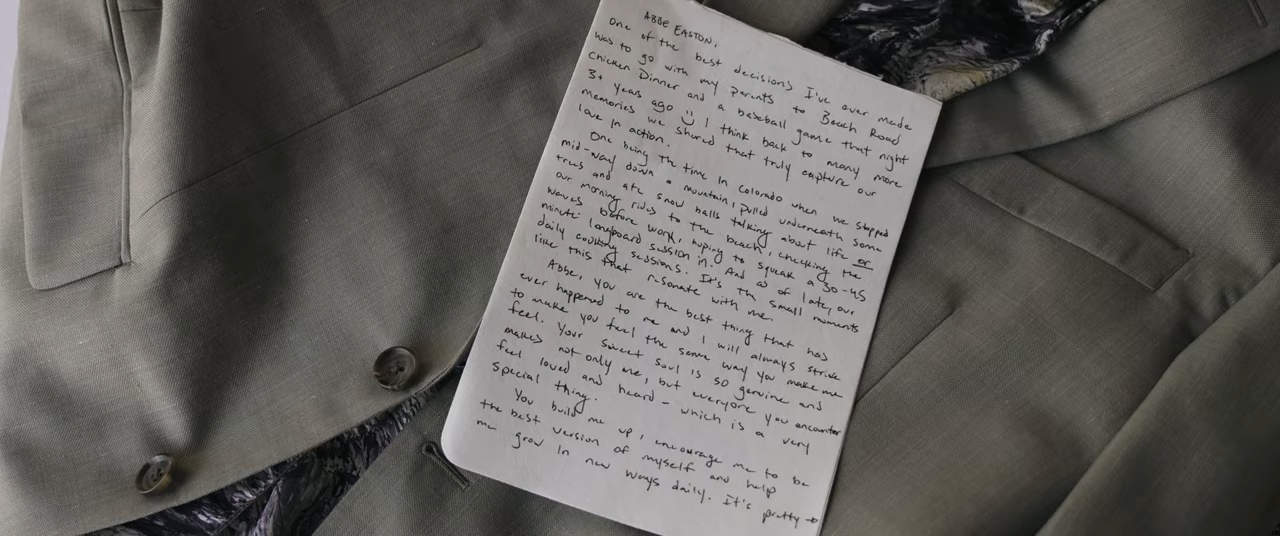 ABBE EASTON,
One of the best decisions I've ever made
was to go with my parents to Beach Road
Chicken Dinner and a baseball game that night
3+ years ago :) I think back to many more
memories we shared that truly capture our
love in action.
One being the time in Colorado when we stopped
mid-way down a mountain, pulled underneath some
trees and ate snow balls talking about life or
our morning rides to the beach, checking the
waves before work, hoping to squeak a 30-45
minute longboard session in. And as of late, our
daily cooking sessions. It's the small moments
like this that resonate with me.
Abbe, you are the best thing that has
ever happened to me and I will always strive
to make you feel the same way you make me
feel. Your sweet soul is so genuine and
makes not only me, but everyone you encounter
feel loved and heard - which is a very
special thing.
You build me up, encourage me to be
the best version of myself and help
me grow in new ways daily. It's pretty →